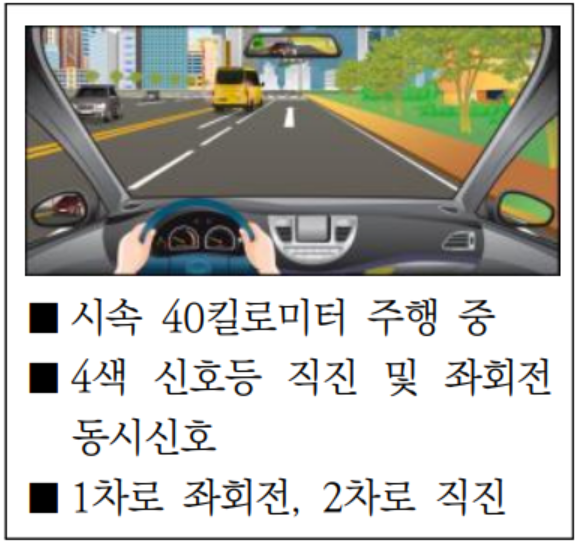 ■ 시속 40킬로미터 주행 중
■ 4색 신호등 직진 및 좌회전
동시신호
■ 1차로 좌회전, 2차로 직진